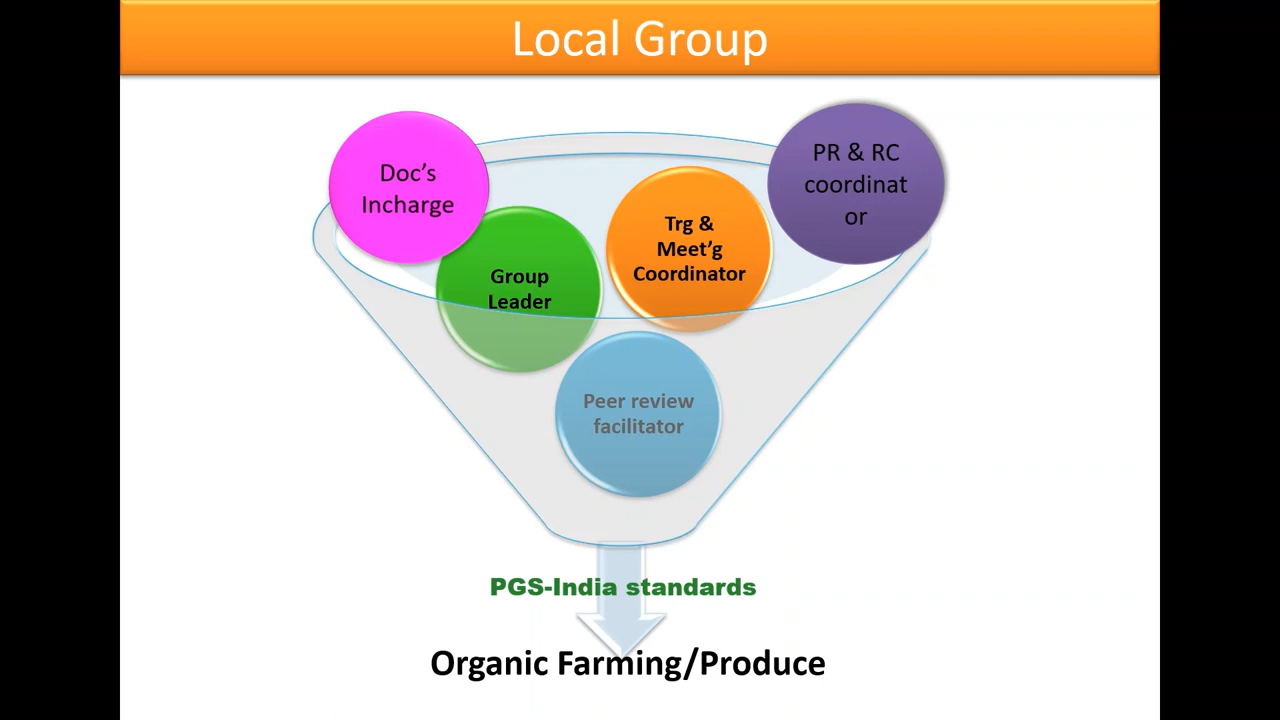 Local Group
Doc's
Incharge
PR & RC
coordinat
or
Trg &
Meet'g
Coordinator
Group
Leader
Peer review
facilitator
PGS-India standards
Organic Farming/Produce